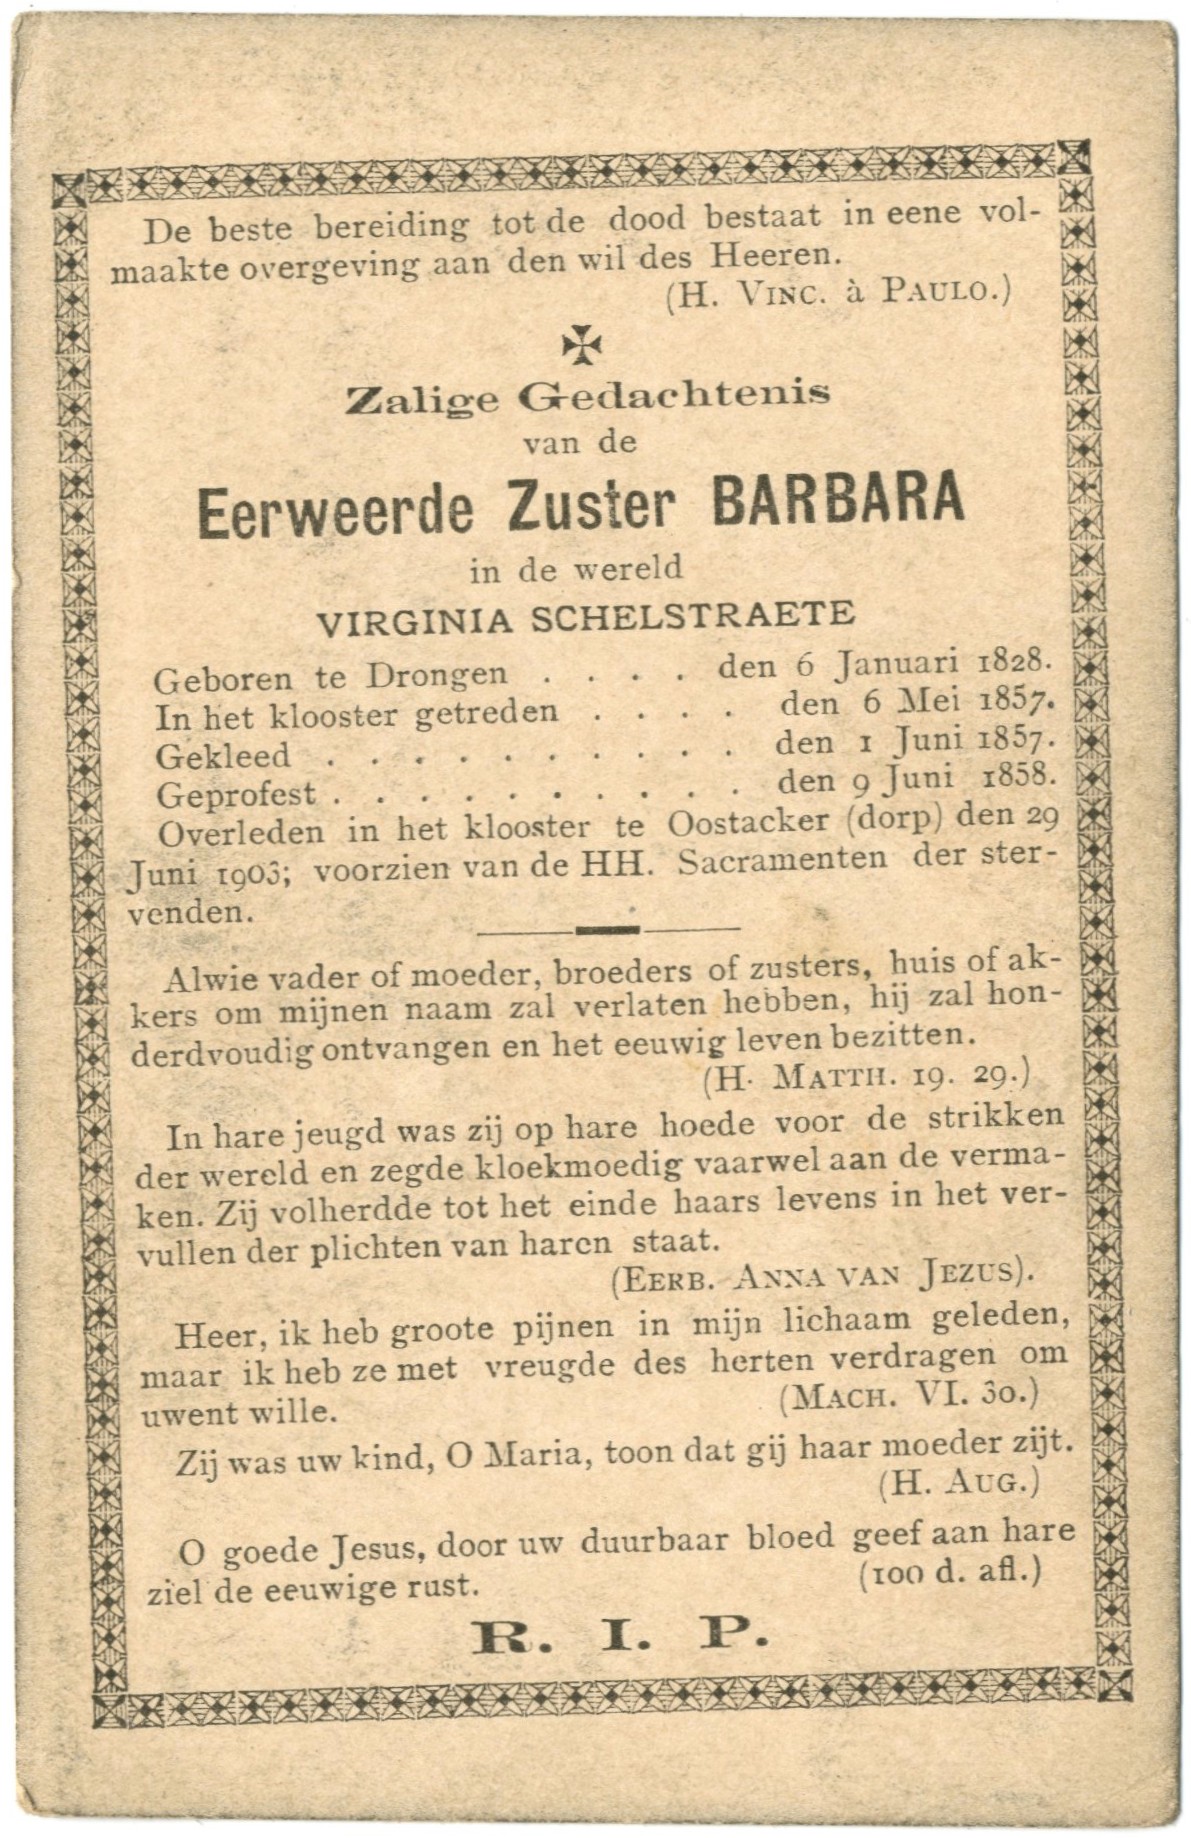 De beste bereiding tot de dood bestaat in eene vol-
maakte overgeving aan den wil des Heeren.
(H. VINC. à PAULO.)
✠
Zalige Gedachtenis
van de
Eerweerde Zuster BARBARA
in de wereld
VIRGINIA SCHELSTRAETE
Geboren te Drongen . . . . den 6 Januari 1828.
In het klooster getreden . . . . den 6 Mei 1857.
Gekleed . . . . . . . . . . den 1 Juni 1857.
Geprofest . . . . . . . . . . den 9 Juni 1858.
Overleden in het klooster te Oostacker (dorp) den 29
Juni 1903; voorzien van de HH. Sacramenten der ster-
venden.
Alwie vader of moeder, broeders of zusters, huis of ak-
kers om mijnen naam zal verlaten hebben, hij zal hon-
derdvoudig ontvangen en het eeuwig leven bezitten.
(H. MATTH. 19. 29.)
In hare jeugd was zij op hare hoede voor de strikken
der wereld en zegde kloekmoedig vaarwel aan de verma-
ken. Zij volherdde tot het einde haars levens in het ver-
vullen der plichten van haren staat.
(EERB. ANNA VAN JEZUS).
Heer, ik heb groote pijnen in mijn lichaam geleden,
maar ik heb ze met vreugde des herten verdragen om
uwent wille. (MACH. VI. 30.)
Zij was uw kind, O Maria, toon dat gij haar moeder zijt.
(H. AUG.)
O goede Jesus, door uw duurbaar bloed geef aan hare
ziel de eeuwige rust. (100 d. afl.)
R. I. P.